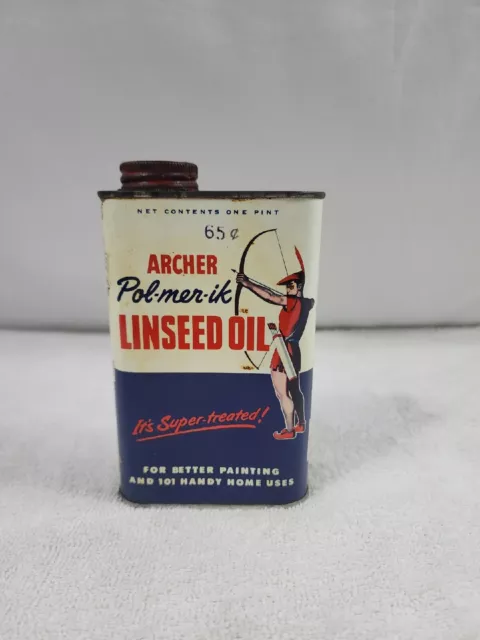 NET CONTENTS ONE PINT
65¢
ARCHER
Pol-mer-ik
LINSEED OIL
It's Super-treated!
FOR BETTER PAINTING
AND 101 HANDY HOME USES